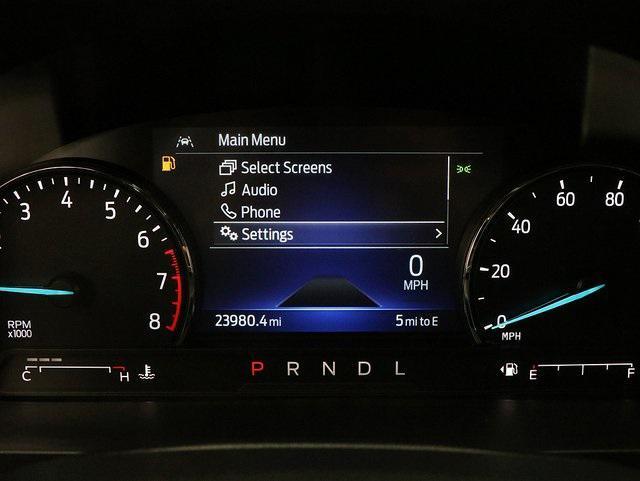 Main Menu
Select Screens
Audio
Phone
Settings >
0
MPH
23980.4 mi
5 mi to E
3 4 5 6 7 8
RPM
x1000
0 20 40 60 80
MPH
C H
P R N D L
E F